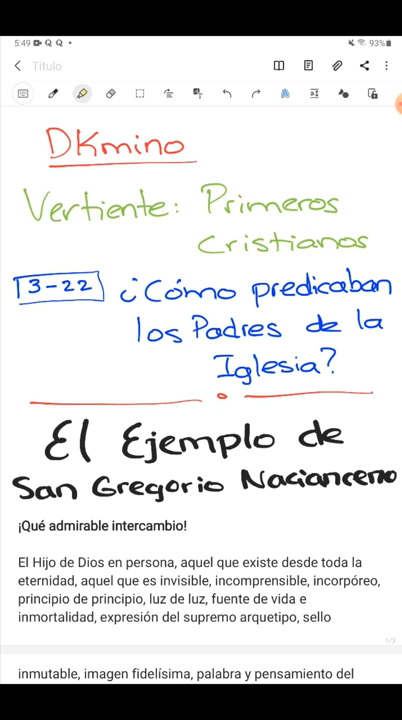 5:49 93%
Título
DKmino
Vertiente: Primeros
Cristianos
T3-22 ¿Cómo predicaban
los Padres de la
Iglesia?
El Ejemplo de
San Gregorio Nacianceno
¡Qué admirable intercambio!
El Hijo de Dios en persona, aquel que existe desde toda la
eternidad, aquel que es invisible, incomprensible, incorpóreo,
principio de principio, luz de luz, fuente de vida e
inmortalidad, expresión del supremo arquetipo, sello
1/3
inmutable, imagen fidelísima, palabra y pensamiento del